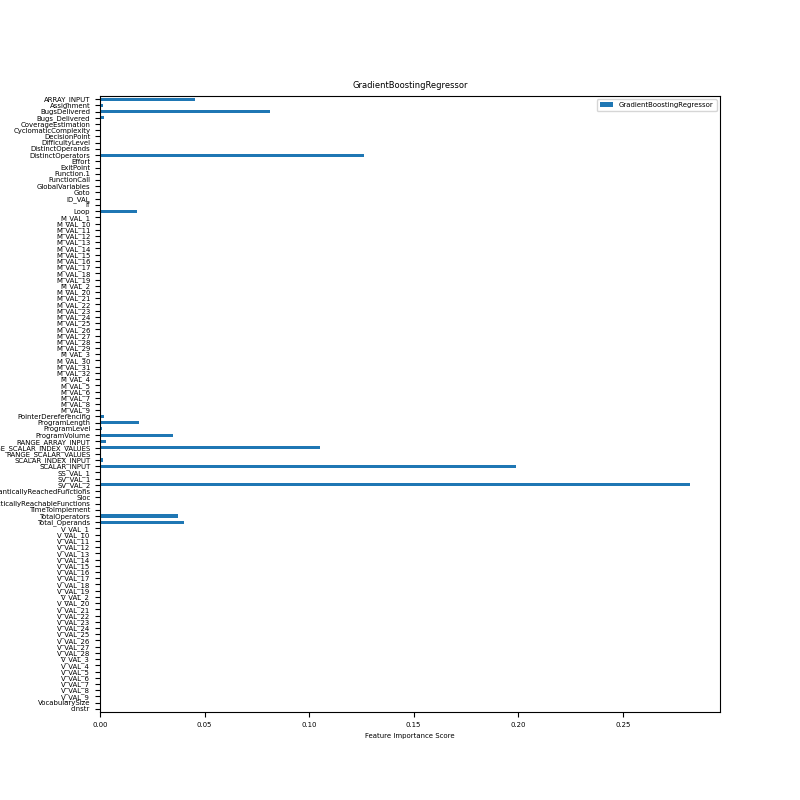 GradientBoostingRegressor
GradientBoostingRegressor
ARRAY_INPUT
Assignment
BugsDelivered
Bugs_Delivered
CoverageEstimation
CyclomaticComplexity
DecisionPoint
DifficultyLevel
DistinctOperands
DistinctOperators
Effort
ExitPoint
Function.1
FunctionCall
GlobalVariables
Goto
ID_VAL
If
Loop
M_VAL_1
M_VAL_10
M_VAL_11
M_VAL_12
M_VAL_13
M_VAL_14
M_VAL_15
M_VAL_16
M_VAL_17
M_VAL_18
M_VAL_19
M_VAL_2
M_VAL_20
M_VAL_21
M_VAL_22
M_VAL_23
M_VAL_24
M_VAL_25
M_VAL_26
M_VAL_27
M_VAL_28
M_VAL_29
M_VAL_3
M_VAL_30
M_VAL_31
M_VAL_32
M_VAL_4
M_VAL_5
M_VAL_6
M_VAL_7
M_VAL_8
M_VAL_9
PointerDereferencing
ProgramLength
ProgramLevel
ProgramVolume
RANGE_ARRAY_INPUT
E_SCALAR_INDEX_VALUES
RANGE_SCALAR_VALUES
SCALAR_INDEX_INPUT
SCALAR_INPUT
SS_VAL_1
SV_VAL_1
SV_VAL_2
anticallyReachedFunctions
Sloc
ticallyReachableFunctions
TimeToImplement
TotalOperators
Total_Operands
V_VAL_1
V_VAL_10
V_VAL_11
V_VAL_12
V_VAL_13
V_VAL_14
V_VAL_15
V_VAL_16
V_VAL_17
V_VAL_18
V_VAL_19
V_VAL_2
V_VAL_20
V_VAL_21
V_VAL_22
V_VAL_23
V_VAL_24
V_VAL_25
V_VAL_26
V_VAL_27
V_VAL_28
V_VAL_3
V_VAL_4
V_VAL_5
V_VAL_6
V_VAL_7
V_VAL_8
V_VAL_9
VocabularySize
cInstr
0.00 0.05 0.10 0.15 0.20 0.25
Feature Importance Score